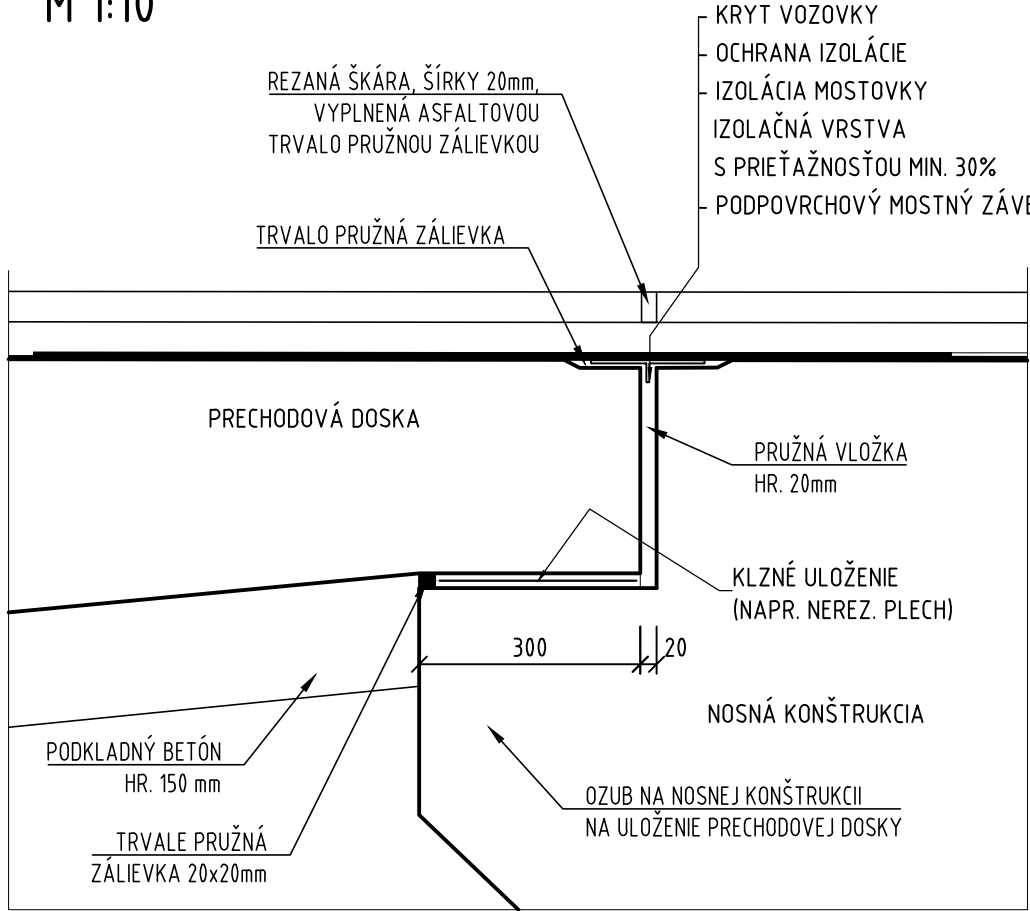 M 1:10
KRYT VOZOVKY
OCHRANA IZOLÁCIE
IZOLÁCIA MOSTOVKY
IZOLAČNÁ VRSTVA
S PRIEŤAŽNOSŤOU MIN. 30%
PODPOVRCHOVÝ MOSTNÝ ZÁVE
REZANÁ ŠKÁRA, ŠÍRKY 20mm,
VYPLNENÁ ASFALTOVOU
TRVALO PRUŽNOU ZÁLIEVKOU
TRVALO PRUŽNÁ ZÁLIEVKA
PRECHODOVÁ DOSKA
PRUŽNÁ VLOŽKA
HR. 20mm
KLZNÉ ULOŽENIE
(NAPR. NEREZ. PLECH)
300
20
NOSNÁ KONŠTRUKCIA
PODKLADNÝ BETÓN
HR. 150 mm
OZUB NA NOSNEJ KONŠTRUKCII
NA ULOŽENIE PRECHODOVEJ DOSKY
TRVALE PRUŽNÁ
ZÁLIEVKA 20x20mm